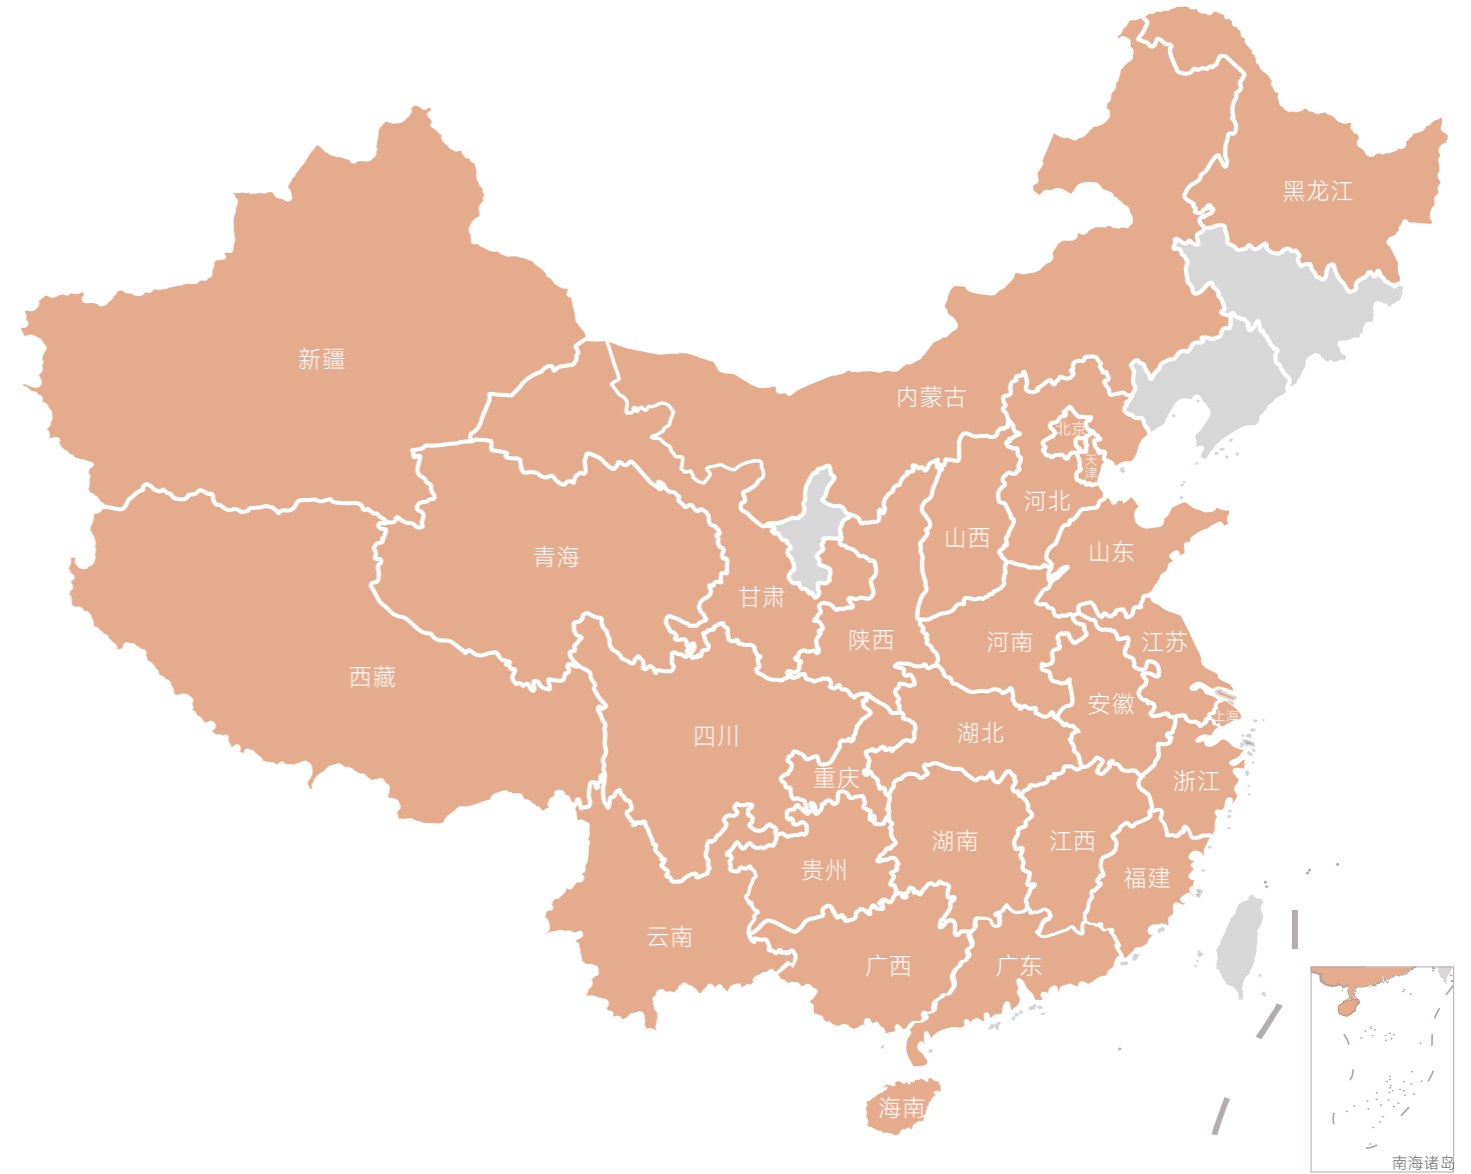 黑龙江
新疆
内蒙古
北京
天
津
河北
山西
山东
青海
甘肃
陕西
河南
江苏
西藏
安徽
上海
四川
湖北
重庆
浙江
湖南
江西
贵州
福建
云南
广西
广东
海南
南海诸岛